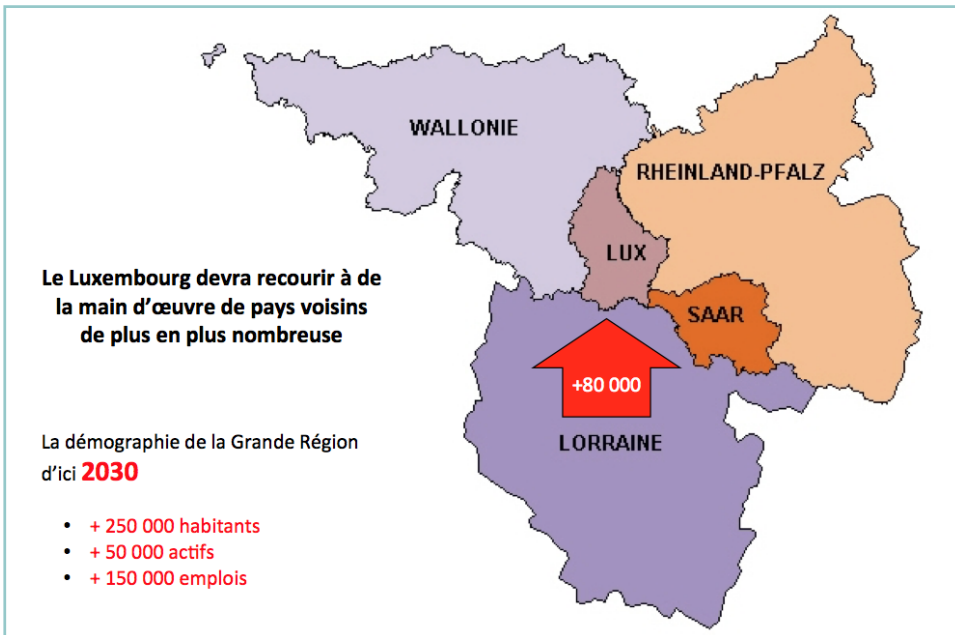 WALLONIE
RHEINLAND-PFALZ
LUX
Le Luxembourg devra recourir à de
la main d’œuvre de pays voisins
de plus en plus nombreuse
SAAR
+80 000
LORRAINE
La démographie de la Grande Région
d’ici 2030
• + 250 000 habitants
• + 50 000 actifs
• + 150 000 emplois